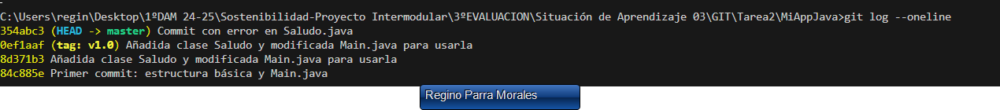 C:\Users\regin\Desktop\1ºDAM 24-25\Sostenibilidad-Proyecto Intermodular\3ºEVALUACION\Situación de Aprendizaje 03\GIT\Tarea2\MiAppJava>git log --oneline
354abc3 (HEAD -> master) Commit con error en Saludo.java
0ef1aaf (tag: v1.0) Añadida clase Saludo y modificada Main.java para usarla
8d371b3 Añadida clase Saludo y modificada Main.java para usarla
84c885e Primer commit: estructura básica y Main.java
Regino Parra Morales